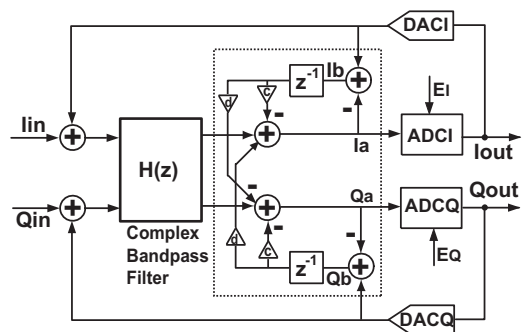 DACI
Ib
z-1
d
c
EI
Iin
ADCI
Ia
Iout
H(z)
Qout
Qa
ADCQ
Qin
d
c
EQ
Complex
Bandpass
Filter
z-1
Qb
DACQ